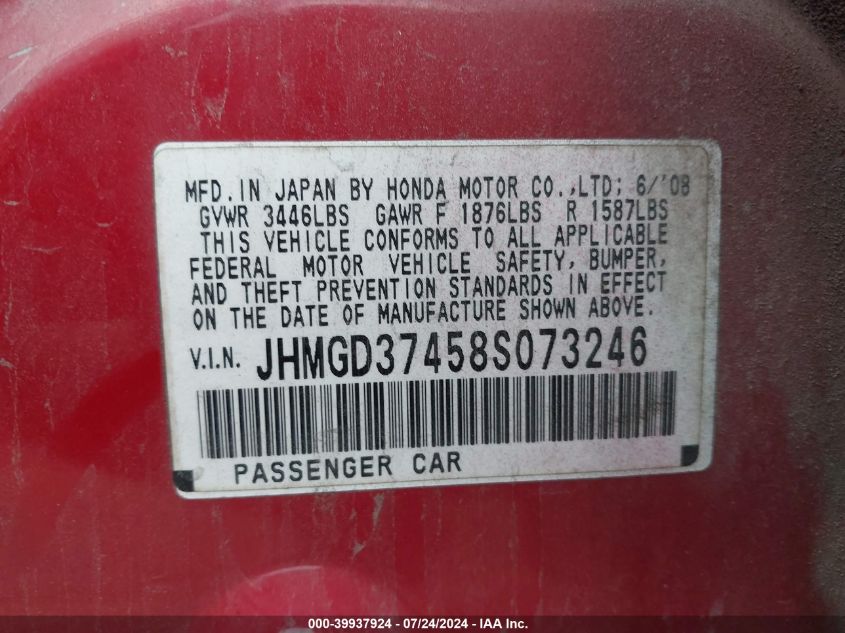 MFD. IN JAPAN BY HONDA MOTOR CO.,LTD; 6/'08
GVWR 3446LBS GAWR F 1876LBS R 1587LBS
THIS VEHICLE CONFORMS TO ALL APPLICABLE
FEDERAL MOTOR VEHICLE SAFETY, BUMPER,
AND THEFT PREVENTION STANDARDS IN EFFECT
ON THE DATE OF MANUFACTURE SHOWN ABOVE.
V.I.N. JHMGD37458S073246
PASSENGER CAR
000-39937924 - 07/24/2024 - IAA Inc.